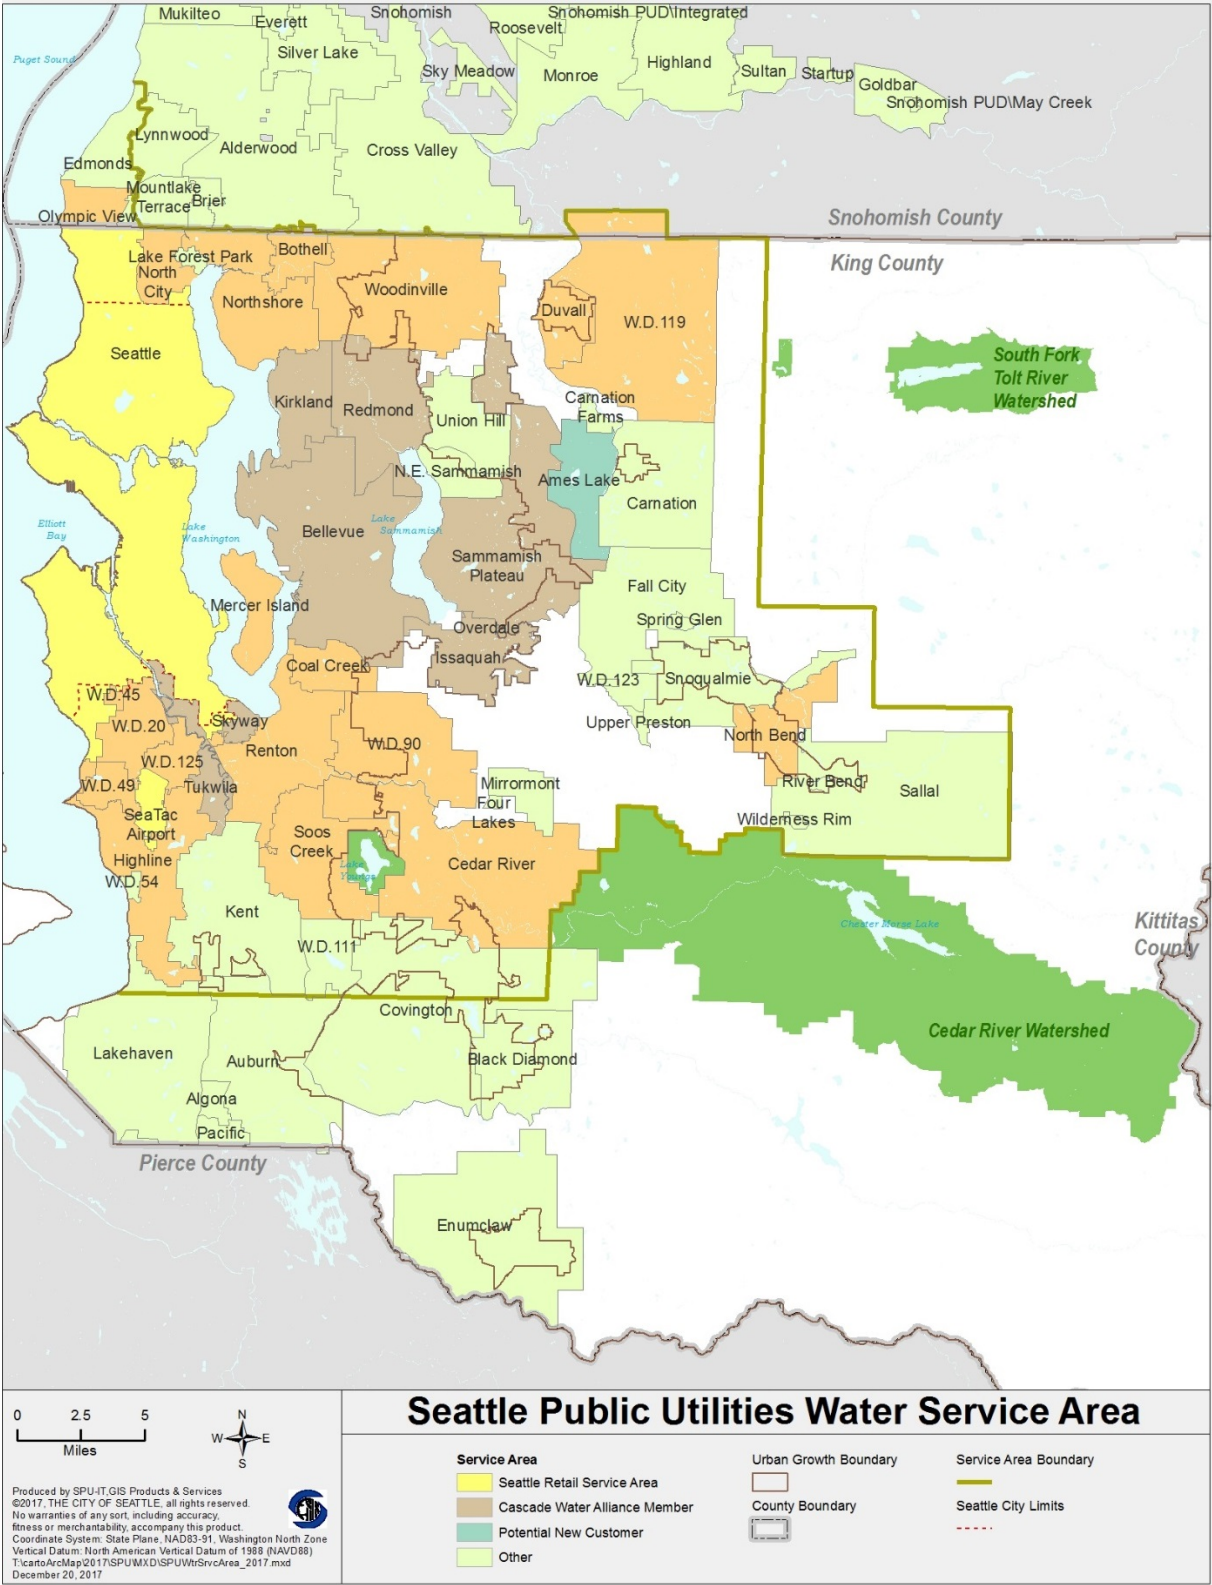 Mukilteo
Everett
Snohomish
Snohomish PUD\Integrated
Roosevelt
Puget Sound
Silver Lake
Sky Meadow
Monroe
Highland
Sultan
Startup
Goldbar
Snohomish PUD\May Creek
Lynnwood
Alderwood
Cross Valley
Edmonds
Mountlake
Terrace
Brier
Olympic View
Snohomish County
King County
Lake Forest Park
Bothell
North
City
Northshore
Woodinville
Duvall
W.D.119
Seattle
South Fork
Tolt River
Watershed
Kirkland
Redmond
Carnation
Farms
Union Hill
N.E. Sammamish
Ames Lake
Carnation
Elliott
Bay
Lake
Washington
Bellevue
Lake
Sammamish
Sammamish
Plateau
Fall City
Mercer Island
Spring Glen
Overdale
Issaquah
Coal Creek
W.D.123
Snoqualmie
W.D.45
W.D.20
Skyway
Upper Preston
North Bend
W.D.125
Renton
W.D.90
W.D.49
Tukwila
Mirrormont
River Bend
Sallal
SeaTac
Airport
Four
Lakes
Wilderness Rim
Soos
Creek
Highline
Lake
Youngs
Cedar River
W.D.54
Kent
W.D.111
Chester Morse Lake
Kittitas
County
Covington
Cedar River Watershed
Lakehaven
Auburn
Black Diamond
Algona
Pacific
Pierce County
Enumclaw
Seattle Public Utilities Water Service Area
0 2.5 5
Miles
N
W E
S
Service Area
Seattle Retail Service Area
Cascade Water Alliance Member
Potential New Customer
Other
Urban Growth Boundary
County Boundary
Service Area Boundary
Seattle City Limits
Produced by SPU-IT,GIS Products & Services
©2017, THE CITY OF SEATTLE, all rights reserved.
No warranties of any sort, including accuracy,
fitness or merchantability, accompany this product.
Coordinate System: State Plane, NAD83-91, Washington North Zone
Vertical Datum: North American Vertical Datum of 1988 (NAVD88)
T:\cartoArcMap\2017\SPU\MXD\SPUWtrSrvcArea_2017.mxd
December 20, 2017